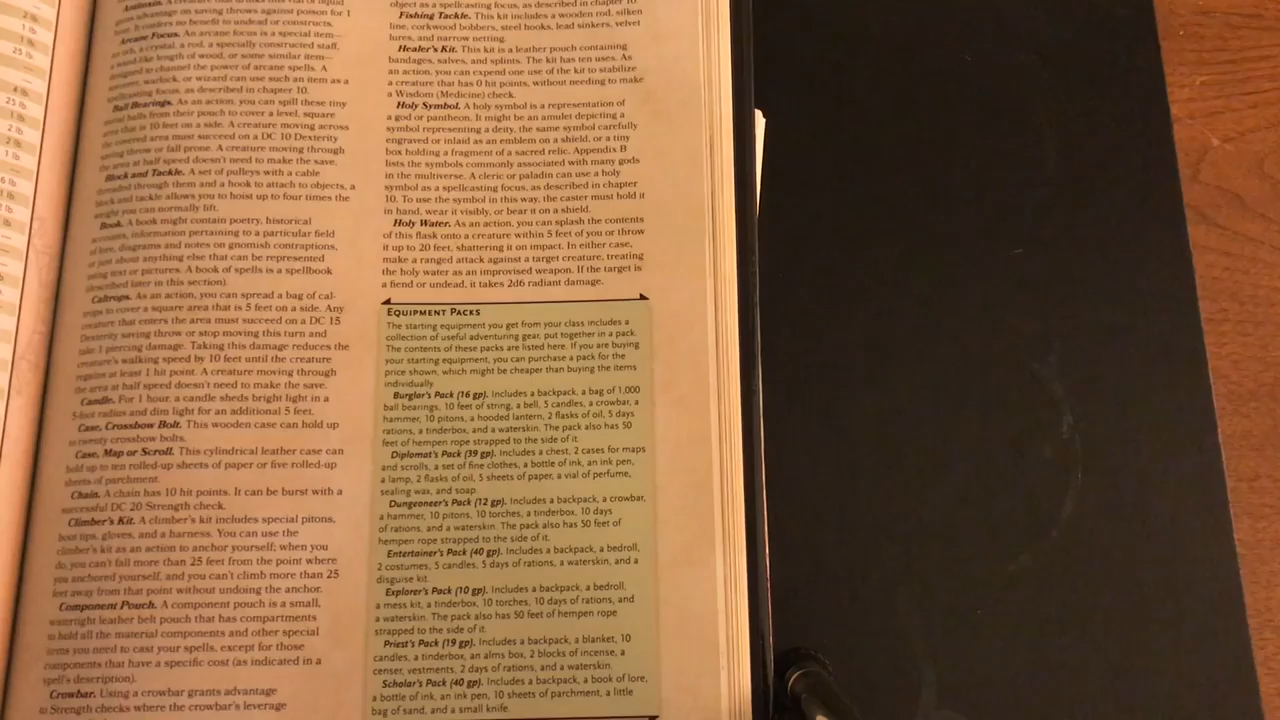 2 lb
1 lb
25 lb
4 lb
25 lb
1 lb
2 lb
1 lb
Antitoxin. A creature that drinks this vial of liquid
gains advantage on saving throws against poison for 1
hour. It confers no benefit to undead or constructs.
Arcane Focus. An arcane focus is a special item—
an orb, a crystal, a rod, a specially constructed staff,
a wand-like length of wood, or some similar item—
designed to channel the power of arcane spells. A
sorcerer, warlock, or wizard can use such an item as a
spellcasting focus, as described in chapter 10.
Ball Bearings. As an action, you can spill these tiny
metal balls from their pouch to cover a level, square
area that is 10 feet on a side. A creature moving across
the covered area must succeed on a DC 10 Dexterity
saving throw or fall prone. A creature moving through
the area at half speed doesn't need to make the save.
Block and Tackle. A set of pulleys with a cable
threaded through them and a hook to attach to objects, a
block and tackle allows you to hoist up to four times the
weight you can normally lift.
Book. A book might contain poetry, historical
accounts, information pertaining to a particular field
of lore, diagrams and notes on gnomish contraptions,
or just about anything else that can be represented
using text or pictures. A book of spells is a spellbook
(described later in this section).
Caltrops. As an action, you can spread a bag of cal-
trops to cover a square area that is 5 feet on a side. Any
creature that enters the area must succeed on a DC 15
Dexterity saving throw or stop moving this turn and
take 1 piercing damage. Taking this damage reduces the
creature's walking speed by 10 feet until the creature
regains at least 1 hit point. A creature moving through
the area at half speed doesn't need to make the save.
Candle. For 1 hour, a candle sheds bright light in a
5-foot radius and dim light for an additional 5 feet.
Case, Crossbow Bolt. This wooden case can hold up
to twenty crossbow bolts.
Case, Map or Scroll. This cylindrical leather case can
hold up to ten rolled-up sheets of paper or five rolled-up
sheets of parchment.
Chain. A chain has 10 hit points. It can be burst with a
successful DC 20 Strength check.
Climber's Kit. A climber's kit includes special pitons,
boot tips, gloves, and a harness. You can use the
climber's kit as an action to anchor yourself; when you
do, you can't fall more than 25 feet from the point where
you anchored yourself, and you can't climb more than 25
feet away from that point without undoing the anchor.
Component Pouch. A component pouch is a small,
watertight leather belt pouch that has compartments
to hold all the material components and other special
items you need to cast your spells, except for those
components that have a specific cost (as indicated in a
spell's description).
Crowbar. Using a crowbar grants advantage
to Strength checks where the crowbar's leverage
object as a spellcasting focus, as described in chapter 10.
Fishing Tackle. This kit includes a wooden rod, silken
line, corkwood bobbers, steel hooks, lead sinkers, velvet
lures, and narrow netting.
Healer's Kit. This kit is a leather pouch containing
bandages, salves, and splints. The kit has ten uses. As
an action, you can expend one use of the kit to stabilize
a creature that has 0 hit points, without needing to make
a Wisdom (Medicine) check.
Holy Symbol. A holy symbol is a representation of
a god or pantheon. It might be an amulet depicting a
symbol representing a deity, the same symbol carefully
engraved or inlaid as an emblem on a shield, or a tiny
box holding a fragment of a sacred relic. Appendix B
lists the symbols commonly associated with many gods
in the multiverse. A cleric or paladin can use a holy
symbol as a spellcasting focus, as described in chapter
10. To use the symbol in this way, the caster must hold it
in hand, wear it visibly, or bear it on a shield.
Holy Water. As an action, you can splash the contents
of this flask onto a creature within 5 feet of you or throw
it up to 20 feet, shattering it on impact. In either case,
make a ranged attack against a target creature, treating
the holy water as an improvised weapon. If the target is
a fiend or undead, it takes 2d6 radiant damage.
EQUIPMENT PACKS
The starting equipment you get from your class includes a
collection of useful adventuring gear, put together in a pack.
The contents of these packs are listed here. If you are buying
your starting equipment, you can purchase a pack for the
price shown, which might be cheaper than buying the items
individually.
Burglar's Pack (16 gp). Includes a backpack, a bag of 1,000
ball bearings, 10 feet of string, a bell, 5 candles, a crowbar, a
hammer, 10 pitons, a hooded lantern, 2 flasks of oil, 5 days
rations, a tinderbox, and a waterskin. The pack also has 50
feet of hempen rope strapped to the side of it.
Diplomat's Pack (39 gp). Includes a chest, 2 cases for maps
and scrolls, a set of fine clothes, a bottle of ink, an ink pen,
a lamp, 2 flasks of oil, 5 sheets of paper, a vial of perfume,
sealing wax, and soap.
Dungeoneer's Pack (12 gp). Includes a backpack, a crowbar,
a hammer, 10 pitons, 10 torches, a tinderbox, 10 days
of rations, and a waterskin. The pack also has 50 feet of
hempen rope strapped to the side of it.
Entertainer's Pack (40 gp). Includes a backpack, a bedroll,
2 costumes, 5 candles, 5 days of rations, a waterskin, and a
disguise kit.
Explorer's Pack (10 gp). Includes a backpack, a bedroll,
a mess kit, a tinderbox, 10 torches, 10 days of rations, and
a waterskin. The pack also has 50 feet of hempen rope
strapped to the side of it.
Priest's Pack (19 gp). Includes a backpack, a blanket, 10
candles, a tinderbox, an alms box, 2 blocks of incense, a
censer, vestments, 2 days of rations, and a waterskin.
Scholar's Pack (40 gp). Includes a backpack, a book of lore,
a bottle of ink, an ink pen, 10 sheets of parchment, a little
bag of sand, and a small knife.